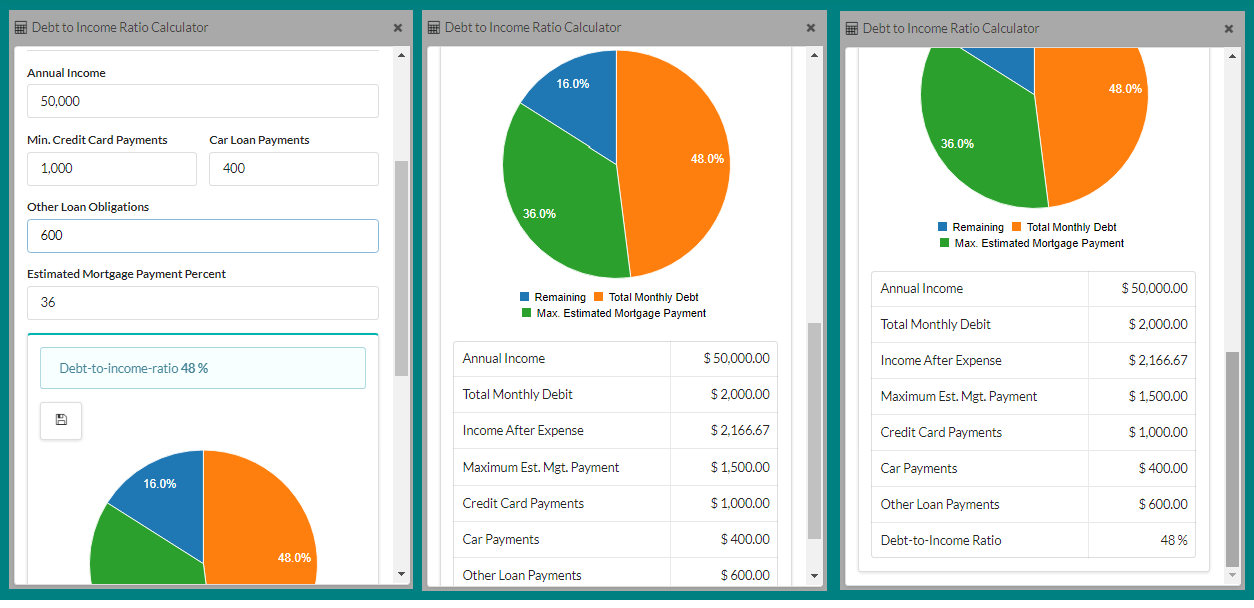 Debt to Income Ratio Calculator
Annual Income
50,000
Min. Credit Card Payments Car Loan Payments
1,000 400
Other Loan Obligations
600
Estimated Mortgage Payment Percent
36
Debt-to-income-ratio 48 %
16.0%
48.0%
Debt to Income Ratio Calculator
16.0%
48.0%
36.0%
Remaining Total Monthly Debt
Max. Estimated Mortgage Payment
Annual Income $ 50,000.00
Total Monthly Debit $ 2,000.00
Income After Expense $ 2,166.67
Maximum Est. Mgt. Payment $ 1,500.00
Credit Card Payments $ 1,000.00
Car Payments $ 400.00
Other Loan Payments $ 600.00
Debt to Income Ratio Calculator
48.0%
36.0%
Remaining Total Monthly Debt
Max. Estimated Mortgage Payment
Annual Income $ 50,000.00
Total Monthly Debit $ 2,000.00
Income After Expense $ 2,166.67
Maximum Est. Mgt. Payment $ 1,500.00
Credit Card Payments $ 1,000.00
Car Payments $ 400.00
Other Loan Payments $ 600.00
Debt-to-Income Ratio 48 %